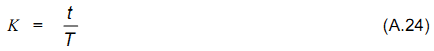 K = t/T (A.24)